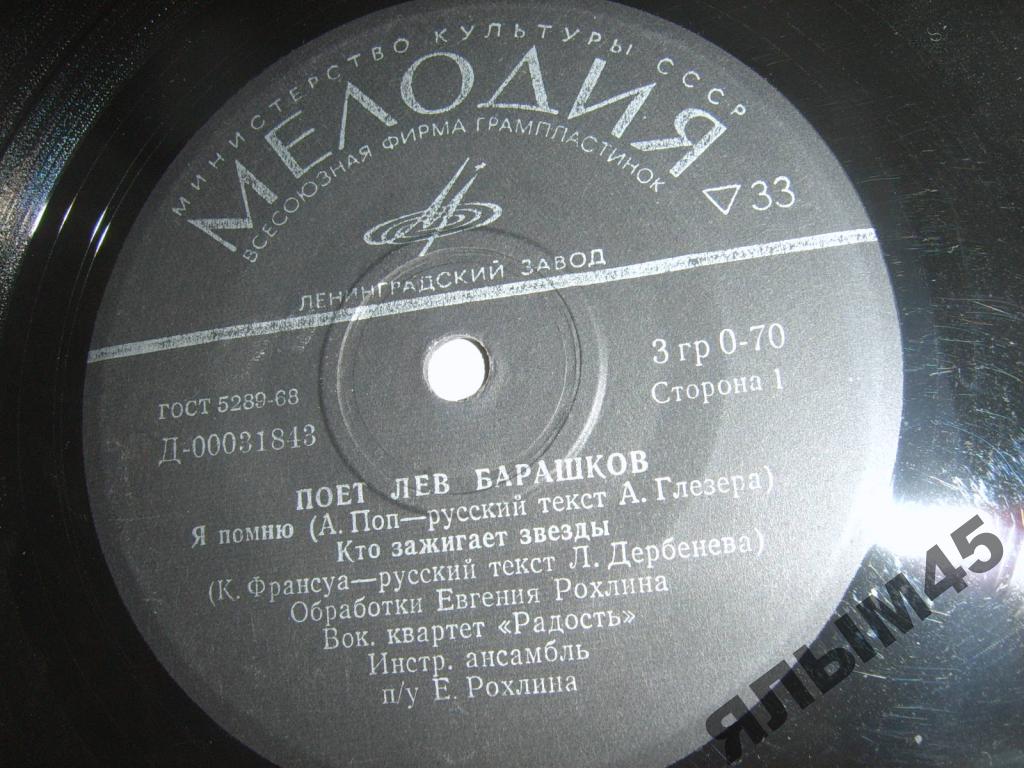 МИНИСТЕРСТВО КУЛЬТУРЫ СССР
МЕЛОДИЯ
ВСЕСОЮЗНАЯ ФИРМА ГРАМПЛАСТИНОК
33
ЛЕНИНГРАДСКИЙ ЗАВОД
3 гр 0-70
Сторона 1
ГОСТ 5289-68
Д-00031843
ПОЕТ ЛЕВ БАРАШКОВ
Я помню (А. Поп—русский текст А. Глезера)
Кто зажигает звезды
(К. Франсуа—русский текст Л. Дербенева)
Обработки Евгения Рохлина
Вок. квартет «Радость»
Инстр. ансамбль
п/у Е. Рохлина
ЯЛЫМ45